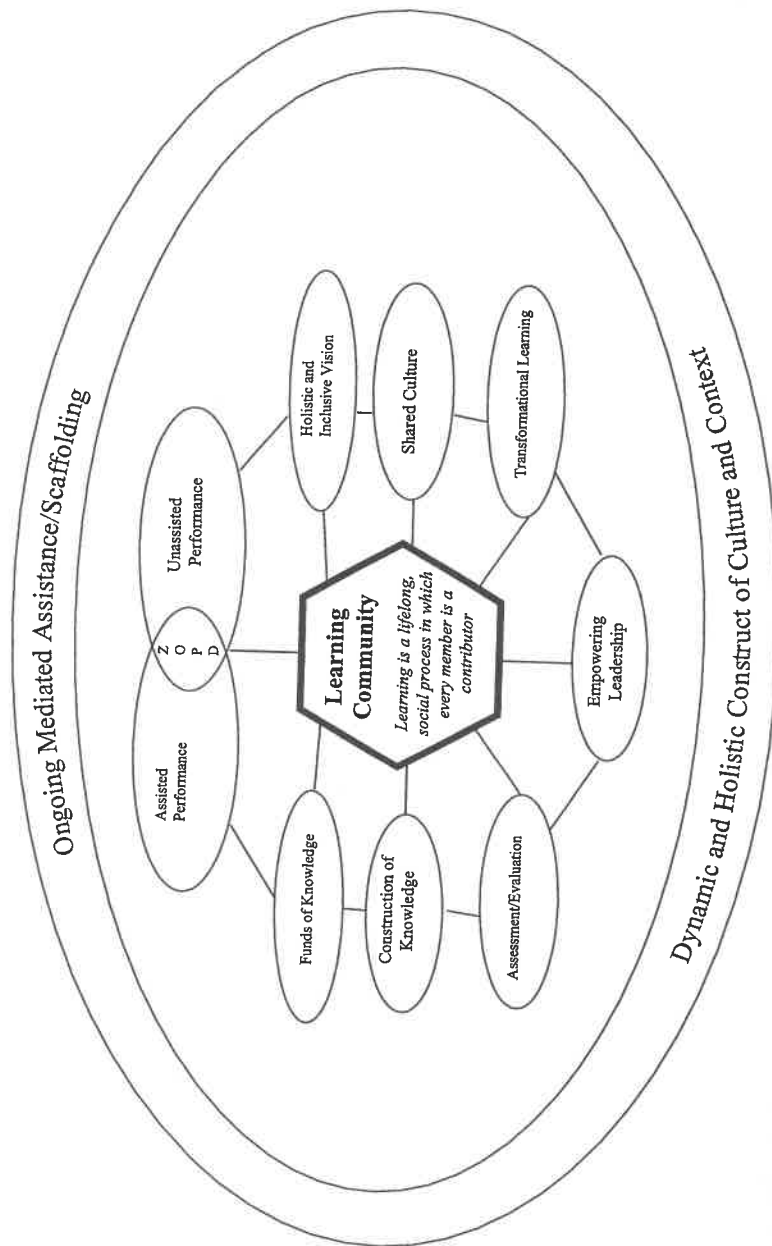 Ongoing Mediated Assistance/Scaffolding
Assisted
Performance
Z
O
P
D
Unassisted
Performance
Funds of Knowledge
Holistic and
Inclusive Vision
Learning
Community
Learning is a lifelong,
social process in which
every member is a
contributor
Construction of
Knowledge
Shared Culture
Assessment/Evaluation
Transformational Learning
Empowering
Leadership
Dynamic and Holistic Construct of Culture and Context